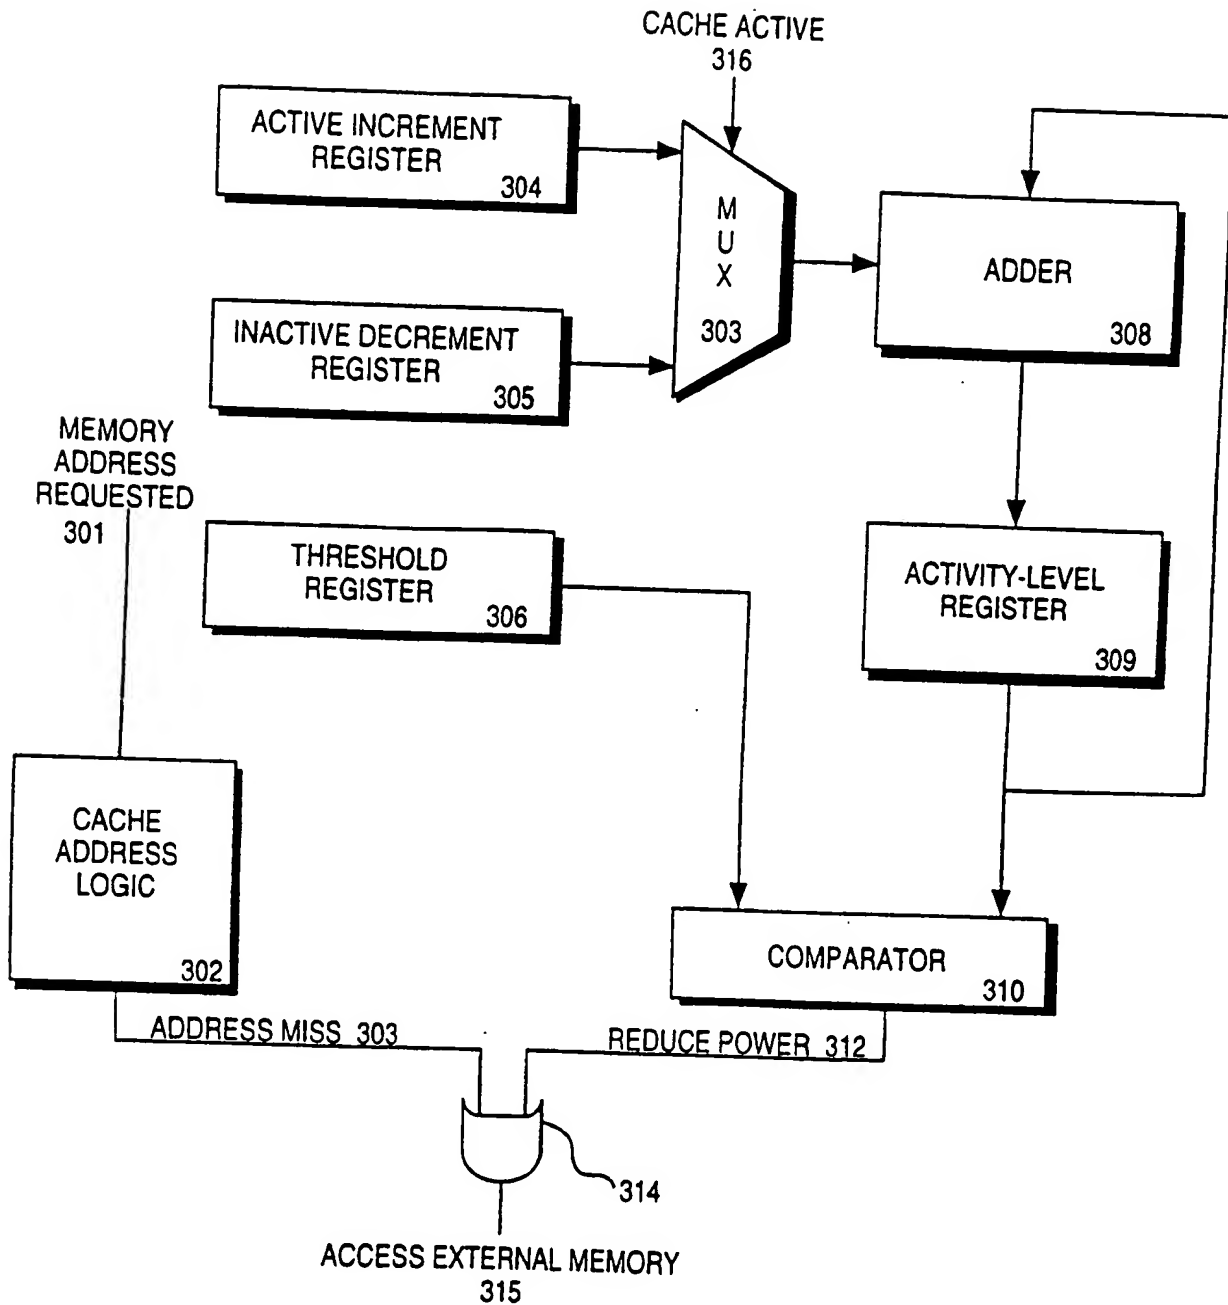 CACHE ACTIVE
316
ACTIVE INCREMENT
REGISTER
304
M
U
X
303
ADDER
308
INACTIVE DECREMENT
REGISTER
305
MEMORY
ADDRESS
REQUESTED
301
THRESHOLD
REGISTER
306
ACTIVITY-LEVEL
REGISTER
309
CACHE
ADDRESS
LOGIC
302
COMPARATOR
310
ADDRESS MISS 303
REDUCE POWER 312
314
ACCESS EXTERNAL MEMORY
315